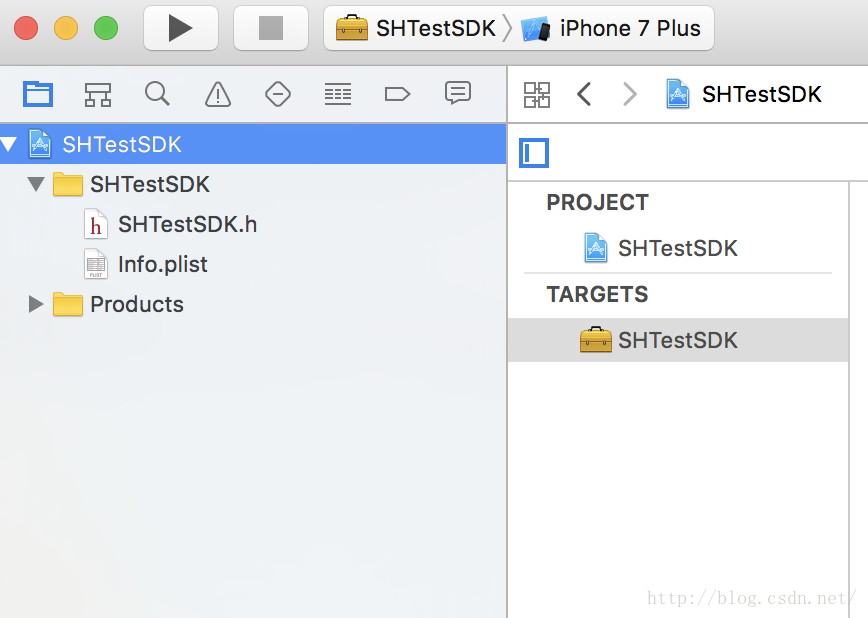 SHTestSDK
iPhone 7 Plus
SHTestSDK
SHTestSDK
SHTestSDK
h
SHTestSDK.h
PLIST
Info.plist
Products
PROJECT
SHTestSDK
TARGETS
SHTestSDK
http://blog.csdn.net/